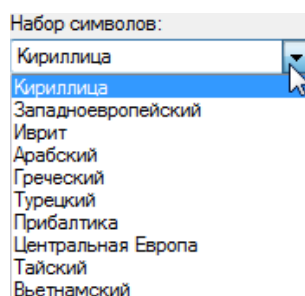 Набор символов:
Кириллица
Кириллица
Западноевропейский
Иврит
Арабский
Греческий
Турецкий
Прибалтика
Центральная Европа
Тайский
Вьетнамский